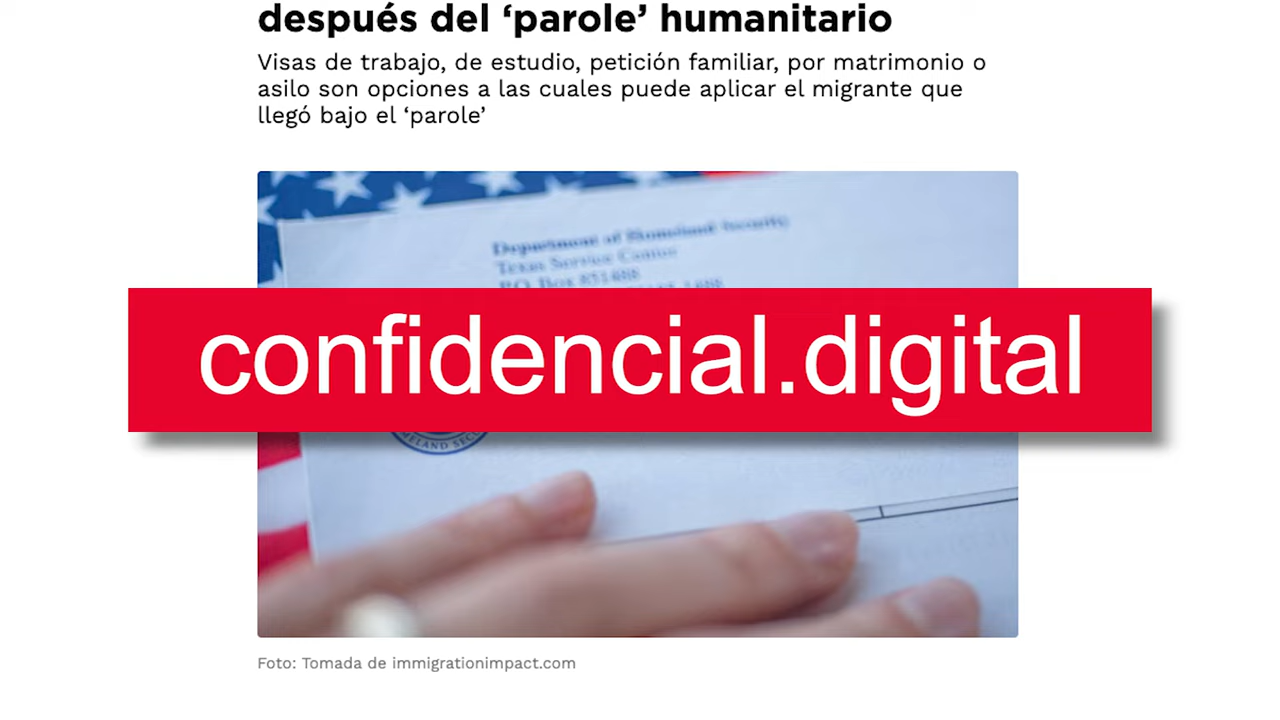 después del ‘parole’ humanitario
Visas de trabajo, de estudio, petición familiar, por matrimonio o
asilo son opciones a las cuales puede aplicar el migrante que
llegó bajo el ‘parole’
Department of Homeland Security
Texas Service Center
P.O. Box 851488
confidencial.digital
Foto: Tomada de immigrationimpact.com